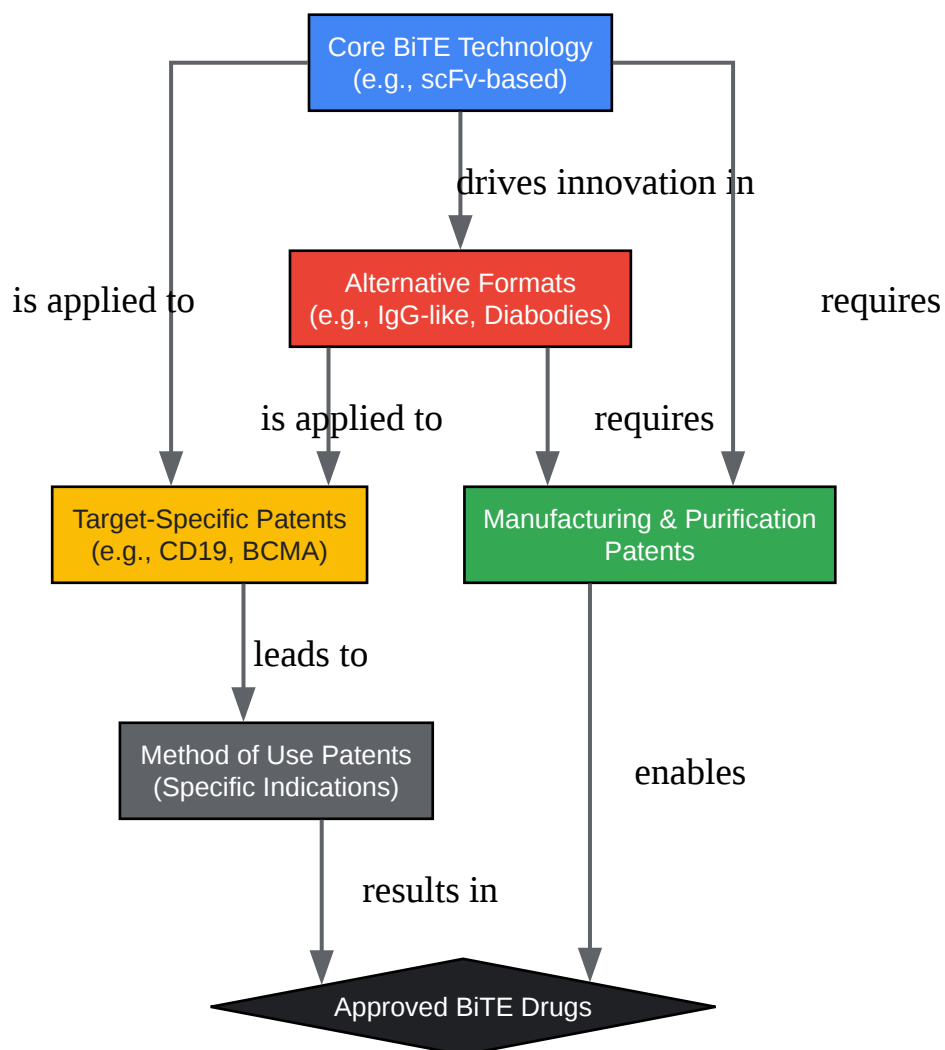 Core BiTE Technology
(e.g., scFv-based)
drives innovation in
Alternative Formats
(e.g., IgG-like, Diabodies)
is applied to
requires
is applied to
requires
Target-Specific Patents
(e.g., CD19, BCMA)
Manufacturing & Purification
Patents
leads to
Method of Use Patents
(Specific Indications)
enables
results in
Approved BiTE Drugs